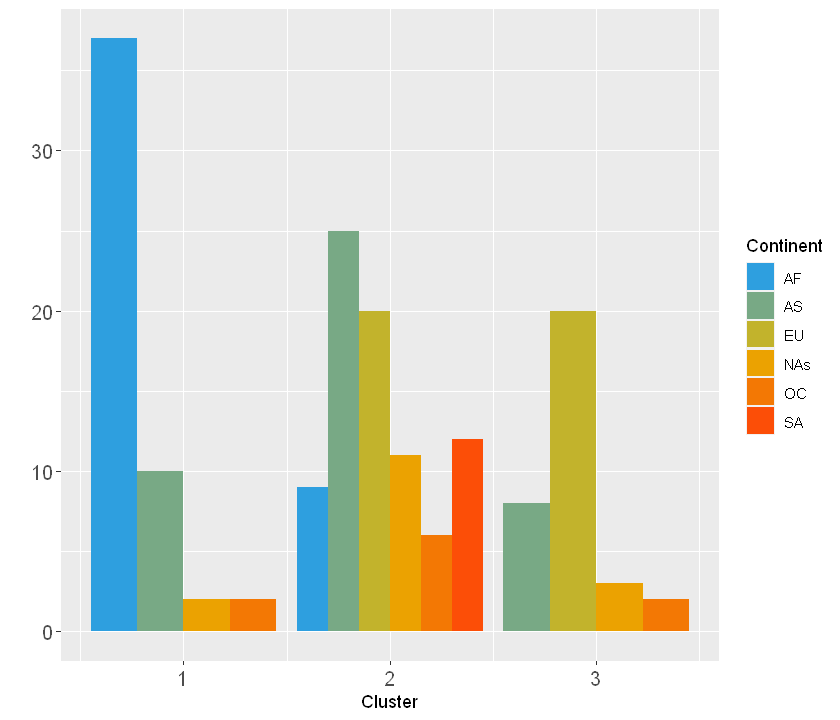 30
20
10
0
1 2 3
Cluster
Continent
AF
AS
EU
NAs
OC
SA